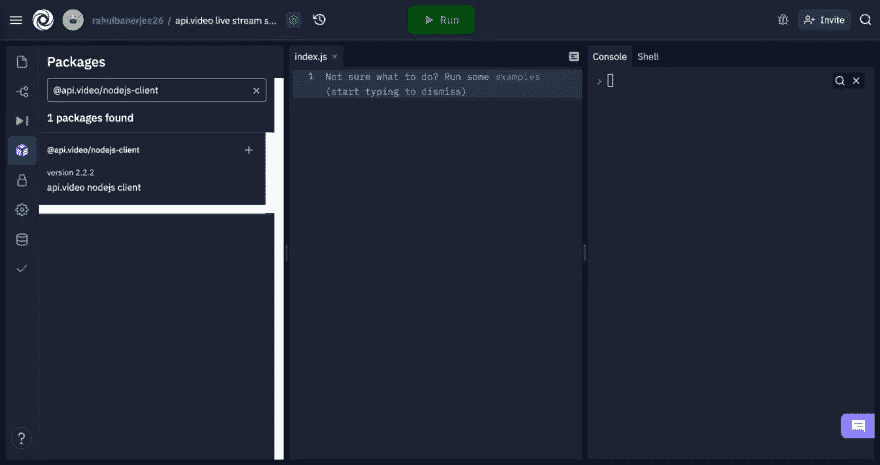 rahulbanerjee26 / api.video live stream s...
Run
Invite
Packages
@api.video/nodejs-client
1 packages found
@api.video/nodejs-client
version 2.2.2
api.video nodejs client
index.js
1 Not sure what to do? Run some examples
(start typing to dismiss)
Console
Shell